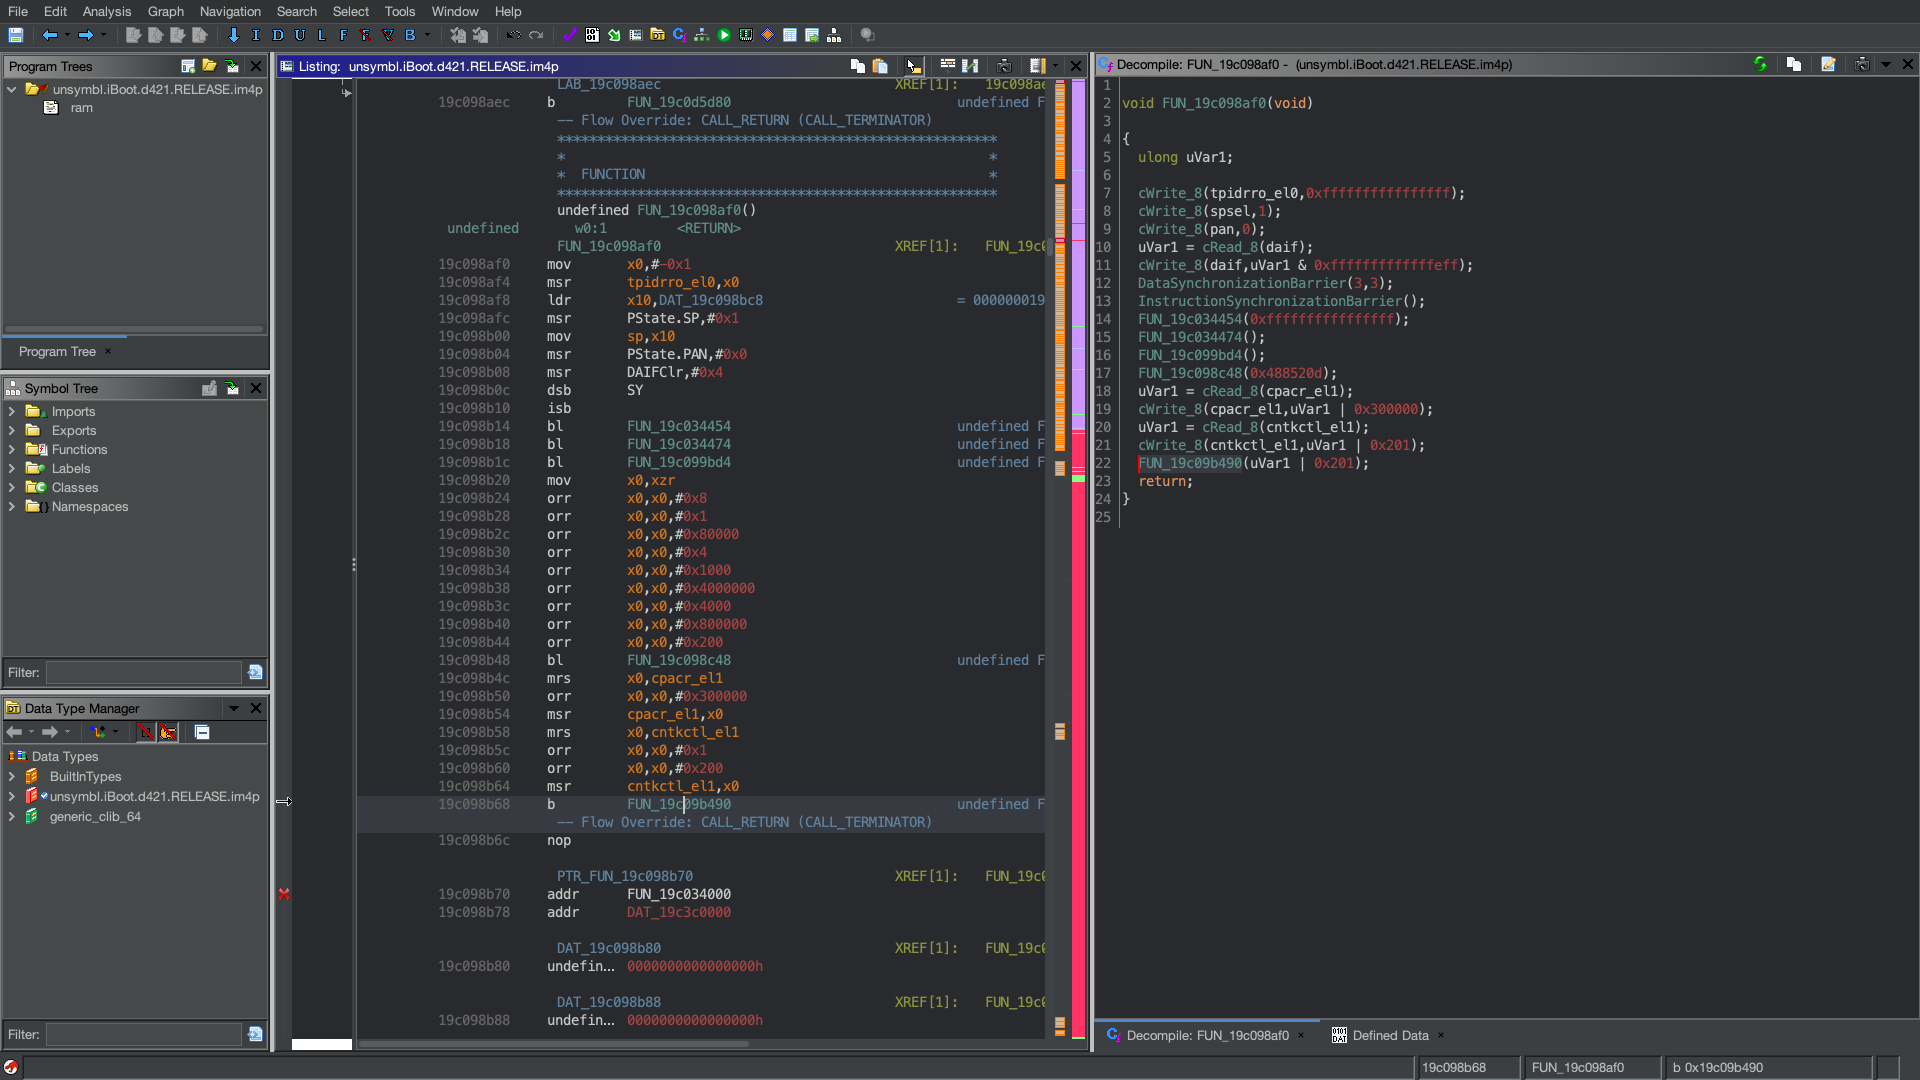 File Edit Analysis Graph Navigation Search Select Tools Window Help
I D U L F B
Program Trees
unsymbl.iBoot.d421.RELEASE.im4p
ram
Program Tree ×
Symbol Tree
Imports
Exports
Functions
Labels
Classes
Namespaces
Filter:
Data Type Manager
Data Types
BuiltInTypes
unsymbl.iBoot.d421.RELEASE.im4p
generic_clib_64
Filter:
Listing: unsymbl.iBoot.d421.RELEASE.im4p
LAB_19c098aec XREF[1]: 19c098ae
19c098aec b FUN_19c0d5d80 undefined F
-- Flow Override: CALL_RETURN (CALL_TERMINATOR)
*******************************************************
* *
* FUNCTION *
*******************************************************
undefined FUN_19c098af0()
undefined w0:1 <RETURN>
FUN_19c098af0 XREF[1]: FUN_19c0
19c098af0 mov x0,#-0x1
19c098af4 msr tpidrro_el0,x0
19c098af8 ldr x10,DAT_19c098bc8 = 000000019
19c098afc msr PState.SP,#0x1
19c098b00 mov sp,x10
19c098b04 msr PState.PAN,#0x0
19c098b08 msr DAIFClr,#0x4
19c098b0c dsb SY
19c098b10 isb
19c098b14 bl FUN_19c034454 undefined F
19c098b18 bl FUN_19c034474 undefined F
19c098b1c bl FUN_19c099bd4 undefined F
19c098b20 mov x0,xzr
19c098b24 orr x0,x0,#0x8
19c098b28 orr x0,x0,#0x1
19c098b2c orr x0,x0,#0x80000
19c098b30 orr x0,x0,#0x4
19c098b34 orr x0,x0,#0x1000
19c098b38 orr x0,x0,#0x4000000
19c098b3c orr x0,x0,#0x4000
19c098b40 orr x0,x0,#0x800000
19c098b44 orr x0,x0,#0x200
19c098b48 bl FUN_19c098c48 undefined F
19c098b4c mrs x0,cpacr_el1
19c098b50 orr x0,x0,#0x300000
19c098b54 msr cpacr_el1,x0
19c098b58 mrs x0,cntkctl_el1
19c098b5c orr x0,x0,#0x1
19c098b60 orr x0,x0,#0x200
19c098b64 msr cntkctl_el1,x0
19c098b68 b FUN_19c09b490 undefined F
-- Flow Override: CALL_RETURN (CALL_TERMINATOR)
19c098b6c nop
PTR_FUN_19c098b70 XREF[1]: FUN_19c0
19c098b70 addr FUN_19c034000
19c098b78 addr DAT_19c3c0000
DAT_19c098b80 XREF[1]: FUN_19c0
19c098b80 undefin... 0000000000000000h
DAT_19c098b88 XREF[1]: FUN_19c0
19c098b88 undefin... 0000000000000000h
Decompile: FUN_19c098af0 - (unsymbl.iBoot.d421.RELEASE.im4p)
1
2 void FUN_19c098af0(void)
3
4 {
5 ulong uVar1;
6
7 cWrite_8(tpidrro_el0,0xffffffffffffffff);
8 cWrite_8(spsel,1);
9 cWrite_8(pan,0);
10 uVar1 = cRead_8(daif);
11 cWrite_8(daif,uVar1 & 0xfffffffffffffeff);
12 DataSynchronizationBarrier(3,3);
13 InstructionSynchronizationBarrier();
14 FUN_19c034454(0xffffffffffffffff);
15 FUN_19c034474();
16 FUN_19c099bd4();
17 FUN_19c098c48(0x488520d);
18 uVar1 = cRead_8(cpacr_el1);
19 cWrite_8(cpacr_el1,uVar1 | 0x300000);
20 uVar1 = cRead_8(cntkctl_el1);
21 cWrite_8(cntkctl_el1,uVar1 | 0x201);
22 FUN_19c09b490(uVar1 | 0x201);
23 return;
24 }
25
Decompile: FUN_19c098af0 × Defined Data ×
19c098b68 FUN_19c098af0 b 0x19c09b490